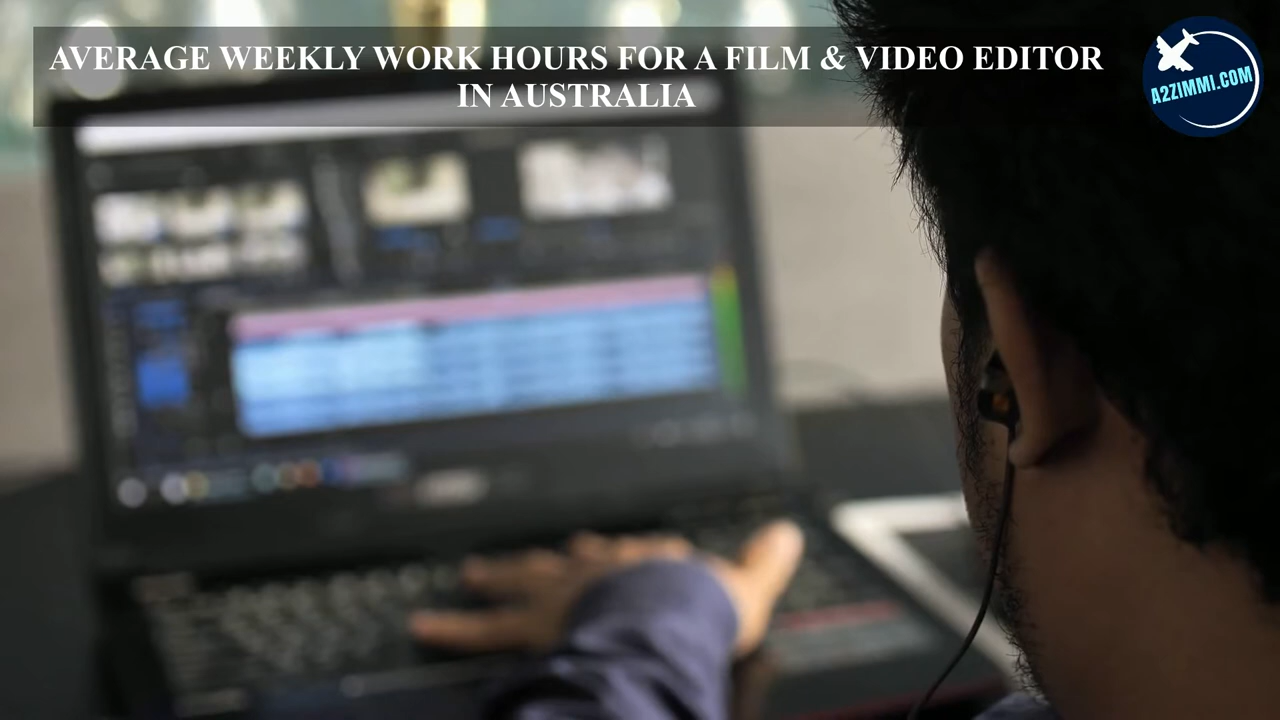 AVERAGE WEEKLY WORK HOURS FOR A FILM & VIDEO EDITOR
IN AUSTRALIA
A2ZIMMI.COM